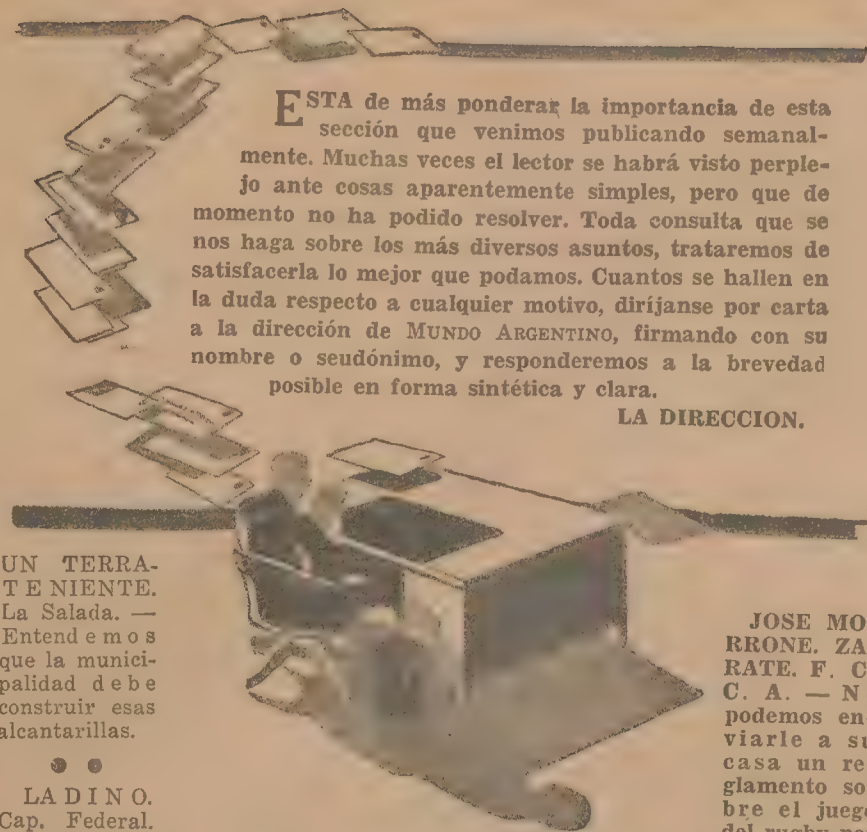 ESTA de más ponderar la importancia de esta
sección que venimos publicando semanal-
mente. Muchas veces el lector se habrá visto perple-
jo ante cosas aparentemente simples, pero que de
momento no ha podido resolver. Toda consulta que se
nos haga sobre los más diversos asuntos, trataremos de
satisfacerla lo mejor que podamos. Cuantos se hallen en
la duda respecto a cualquier motivo, diríjanse por carta
a la dirección de MUNDO ARGENTINO, firmando con su
nombre o seudónimo, y responderemos a la brevedad
posible en forma sintética y clara.
LA DIRECCION.
UN TERRA-
TENIENTE.
La Salada. —
Entendemos
que la munici-
palidad debe
construir esas
alcantarillas.
LADINO.
Cap. Federal.
JOSE MO-
RRONE. ZA-
RATE. F. C.
C. A. — N
podemos en-
viarle a su
casa un re-
glamento so-
bre el juego
del rugby